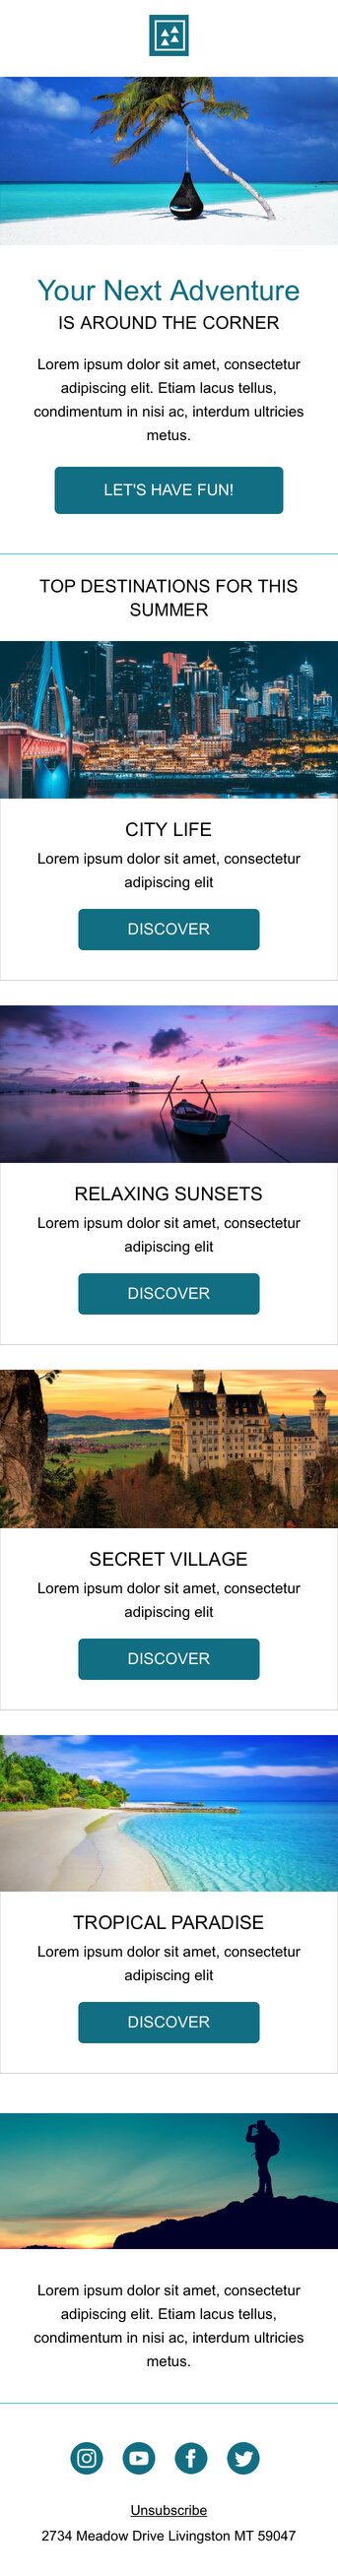 Your Next Adventure
IS AROUND THE CORNER
Lorem ipsum dolor sit amet, consectetur
adipiscing elit. Etiam lacus tellus,
condimentum in nisi ac, interdum ultricies
metus.
LET'S HAVE FUN!
TOP DESTINATIONS FOR THIS
SUMMER
CITY LIFE
Lorem ipsum dolor sit amet, consectetur
adipiscing elit
DISCOVER
RELAXING SUNSETS
Lorem ipsum dolor sit amet, consectetur
adipiscing elit
DISCOVER
SECRET VILLAGE
Lorem ipsum dolor sit amet, consectetur
adipiscing elit
DISCOVER
TROPICAL PARADISE
Lorem ipsum dolor sit amet, consectetur
adipiscing elit
DISCOVER
Lorem ipsum dolor sit amet, consectetur
adipiscing elit. Etiam lacus tellus,
condimentum in nisi ac, interdum ultricies
metus.
Unsubscribe
2734 Meadow Drive Livingston MT 59047